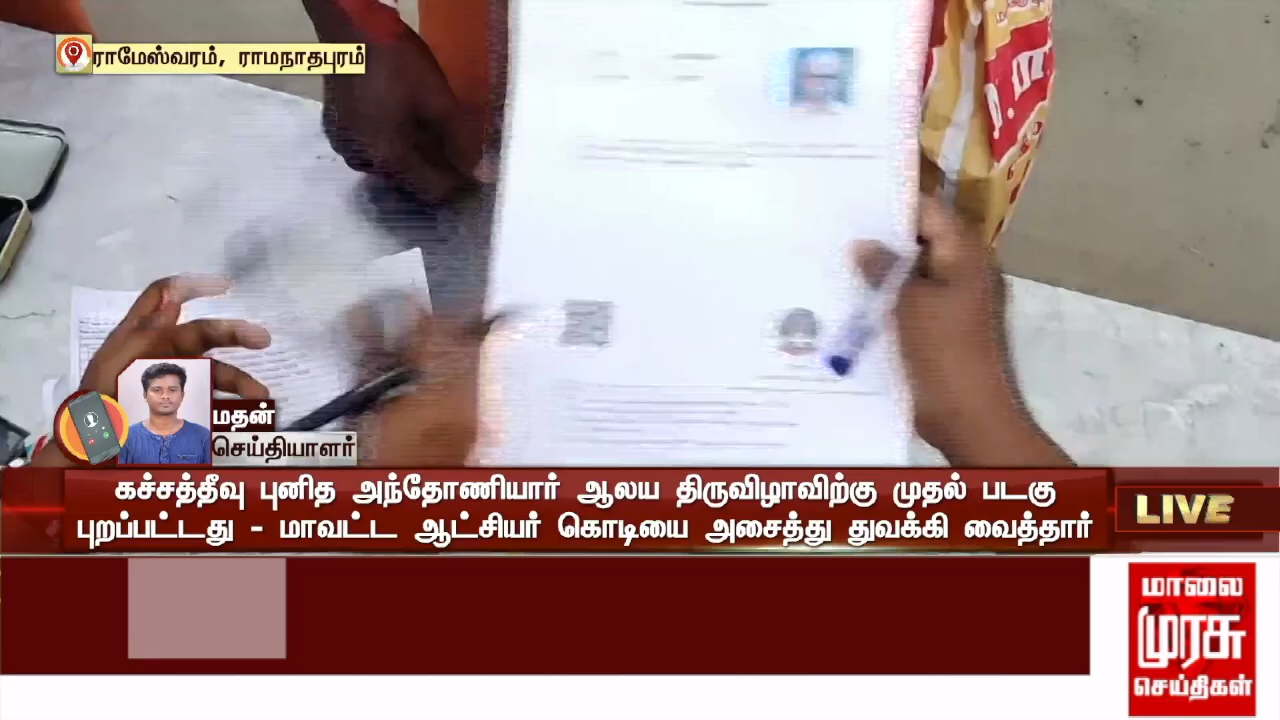 ராமேஸ்வரம், ராமநாதபுரம்
மதன்
செய்தியாளர்
கச்சத்தீவு புனித அந்தோணியார் ஆலய திருவிழாவிற்கு முதல் படகு
புறப்பட்டது - மாவட்ட ஆட்சியர் கொடியை அசைத்து துவக்கி வைத்தார்
LIVE
மாலை
முரசு
செய்திகள்